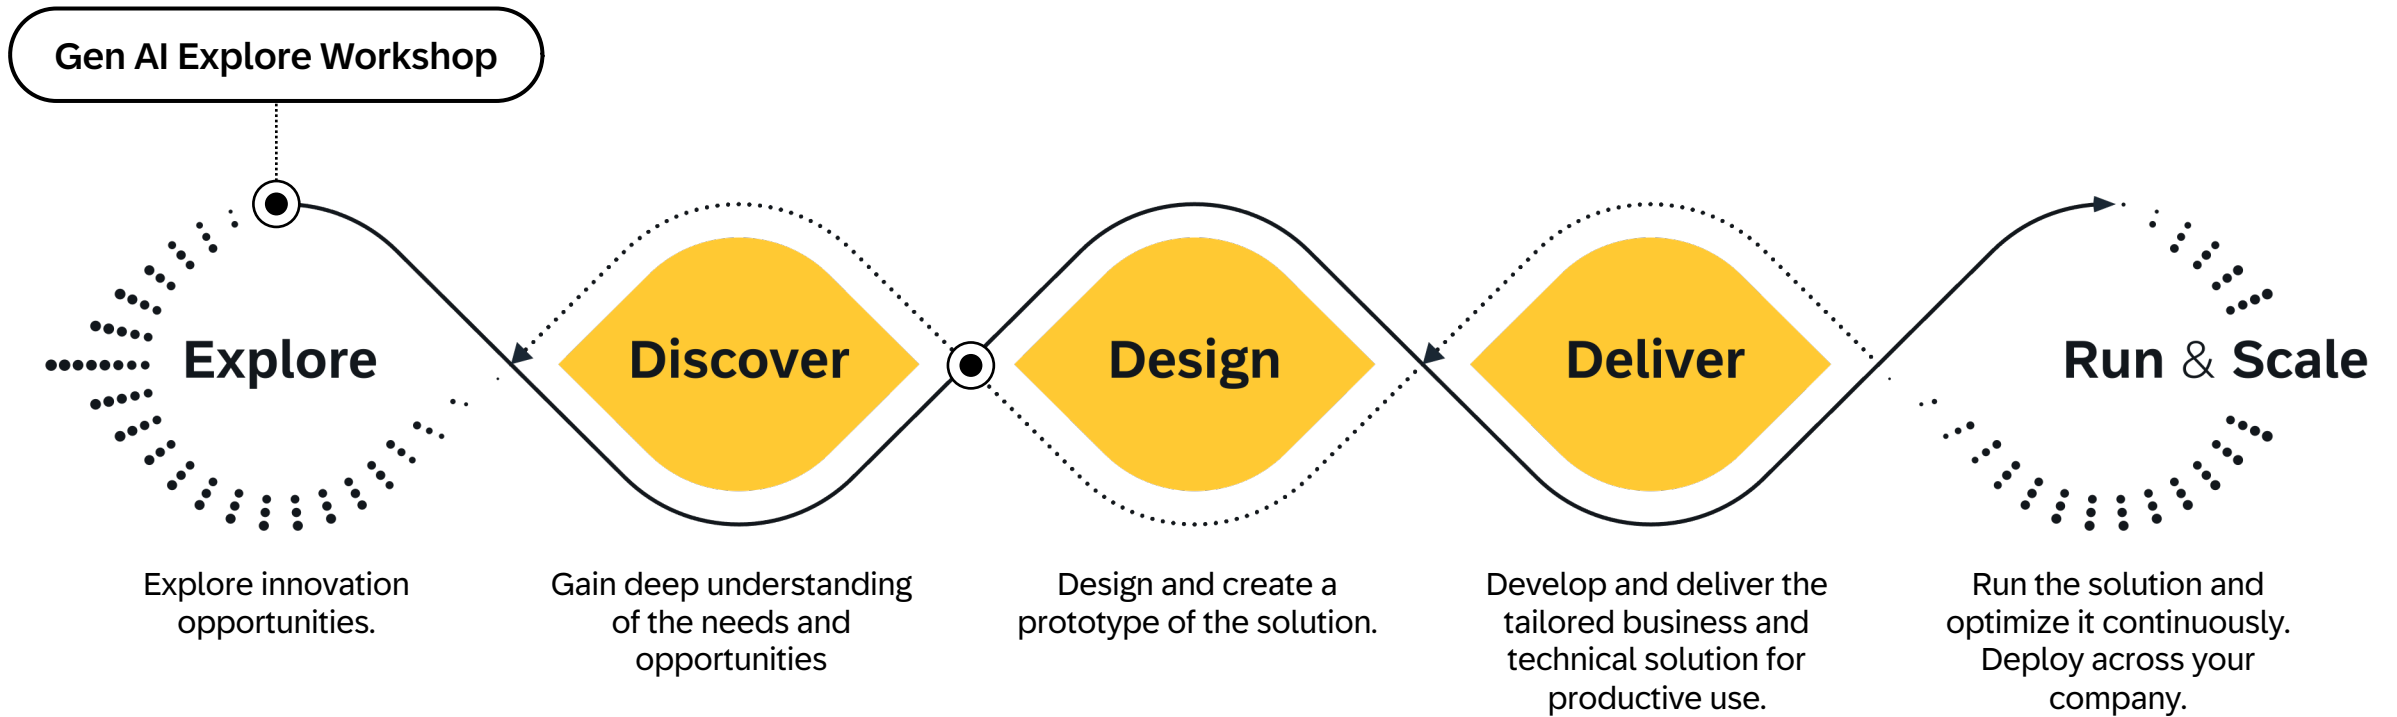 Gen AI Explore Workshop
Explore
Discover
Design
Deliver
Run & Scale
Explore innovation
opportunities.
Gain deep understanding
of the needs and
opportunities
Design and create a
prototype of the solution.
Develop and deliver the
tailored business and
technical solution for
productive use.
Run the solution and
optimize it continuously.
Deploy across your
company.